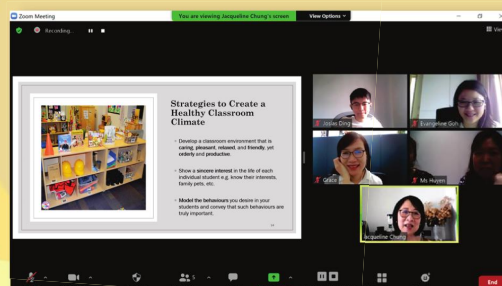 Zoom Meeting
You are viewing Jacqueline Chung's screen
View Options
Recording...
View
Strategies to Create a
Healthy Classroom
Climate
Develop a classroom environment that is
caring, pleasant, relaxed, and friendly, yet
orderly and productive.
Show a sincere interest in the life of each
individual student e.g. know their interests,
family pets, etc.
Model the behaviours you desire in your
students and convey that such behaviours are
truly important.
Josias Ding
Evangeline Goh
Grace
Ms Huyen
Jacqueline Chung
5
End